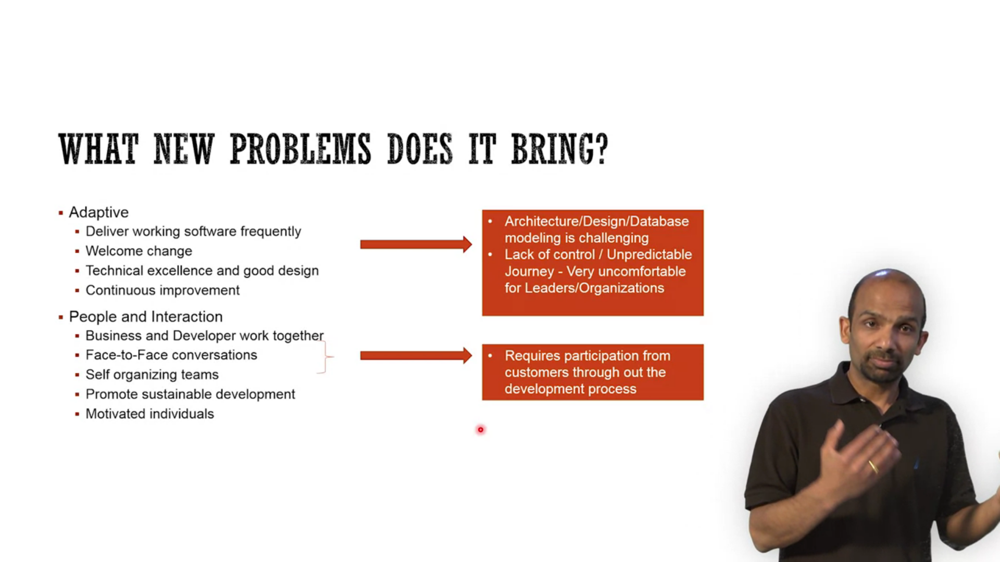 WHAT NEW PROBLEMS DOES IT BRING?
Adaptive
Deliver working software frequently
Welcome change
Technical excellence and good design
Continuous improvement
People and Interaction
Business and Developer work together
Face-to-Face conversations
Self organizing teams
Promote sustainable development
Motivated individuals
Architecture/Design/Database
modeling is challenging
Lack of control / Unpredictable
Journey - Very uncomfortable
for Leaders/Organizations
Requires participation from
customers through out the
development process